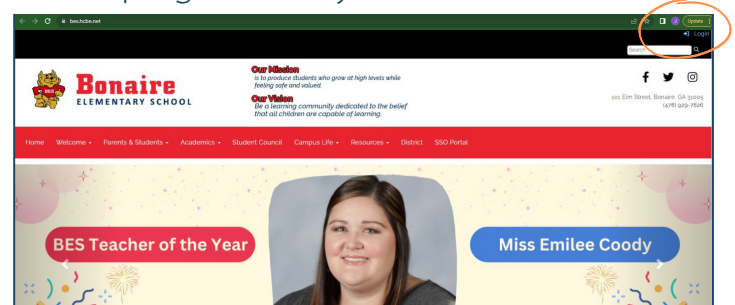 bes.hcbe.net
Update
Login
Search
BES
Bonaire
ELEMENTARY SCHOOL
Our Mission
is to produce students who grow at high levels while
feeling safe and valued.
Our Vision
Be a learning community dedicated to the belief
that all children are capable of learning.
101 Elm Street, Bonaire, GA 31005
(478) 929-7826
Home Welcome Parents & Students Academics Student Council Campus Life Resources District SSO Portal
BES Teacher of the Year
Miss Emilee Coody